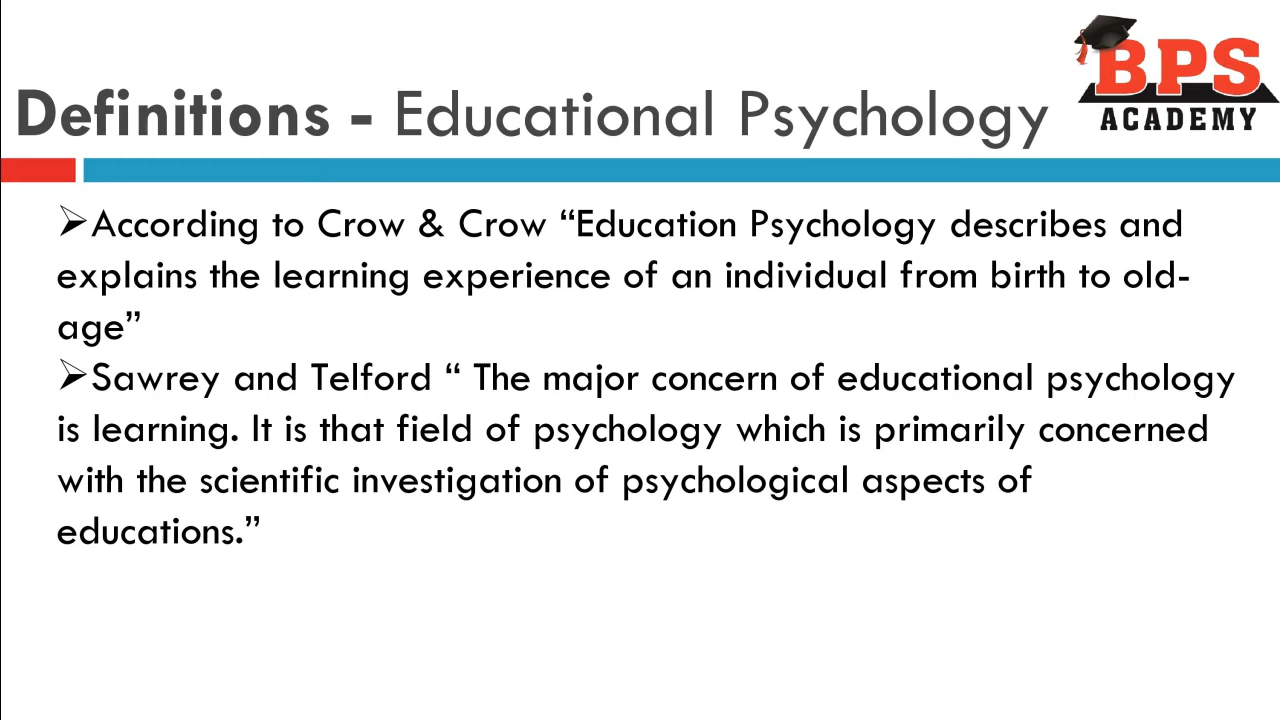 BPS
ACADEMY
Definitions - Educational Psychology
➢According to Crow & Crow “Education Psychology describes and
explains the learning experience of an individual from birth to old-
age”
➢Sawrey and Telford “ The major concern of educational psychology
is learning. It is that field of psychology which is primarily concerned
with the scientific investigation of psychological aspects of
educations.”